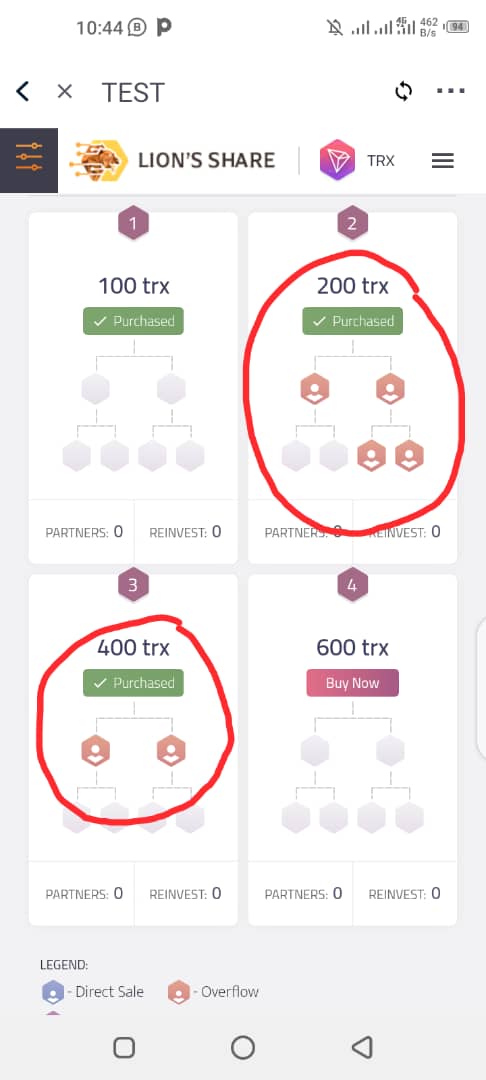 10:44 B P 4G 462 B/s 94
TEST
LION'S SHARE TRX
1 2
100 trx 200 trx
Purchased Purchased
PARTNERS: 0 REINVEST: 0 PARTNERS: 0 REINVEST: 0
3 4
400 trx 600 trx
Purchased Buy Now
PARTNERS: 0 REINVEST: 0 PARTNERS: 0 REINVEST: 0
LEGEND:
- Direct Sale - Overflow